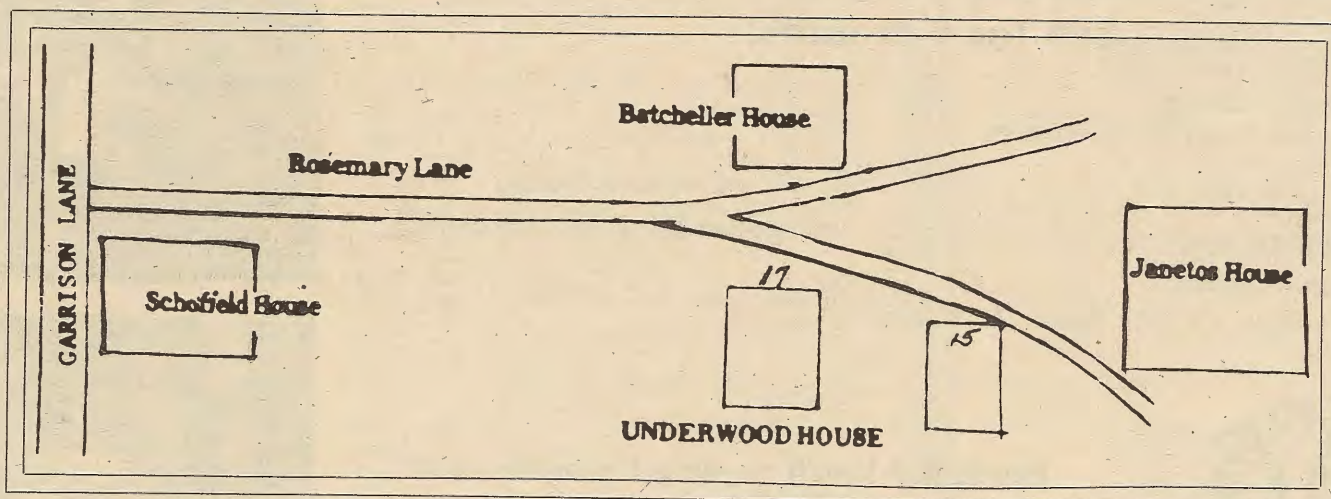 Batcheller House
Rosemary Lane
GARRISON LANE
Schofield House
17
Janetos House
15
UNDERWOOD HOUSE